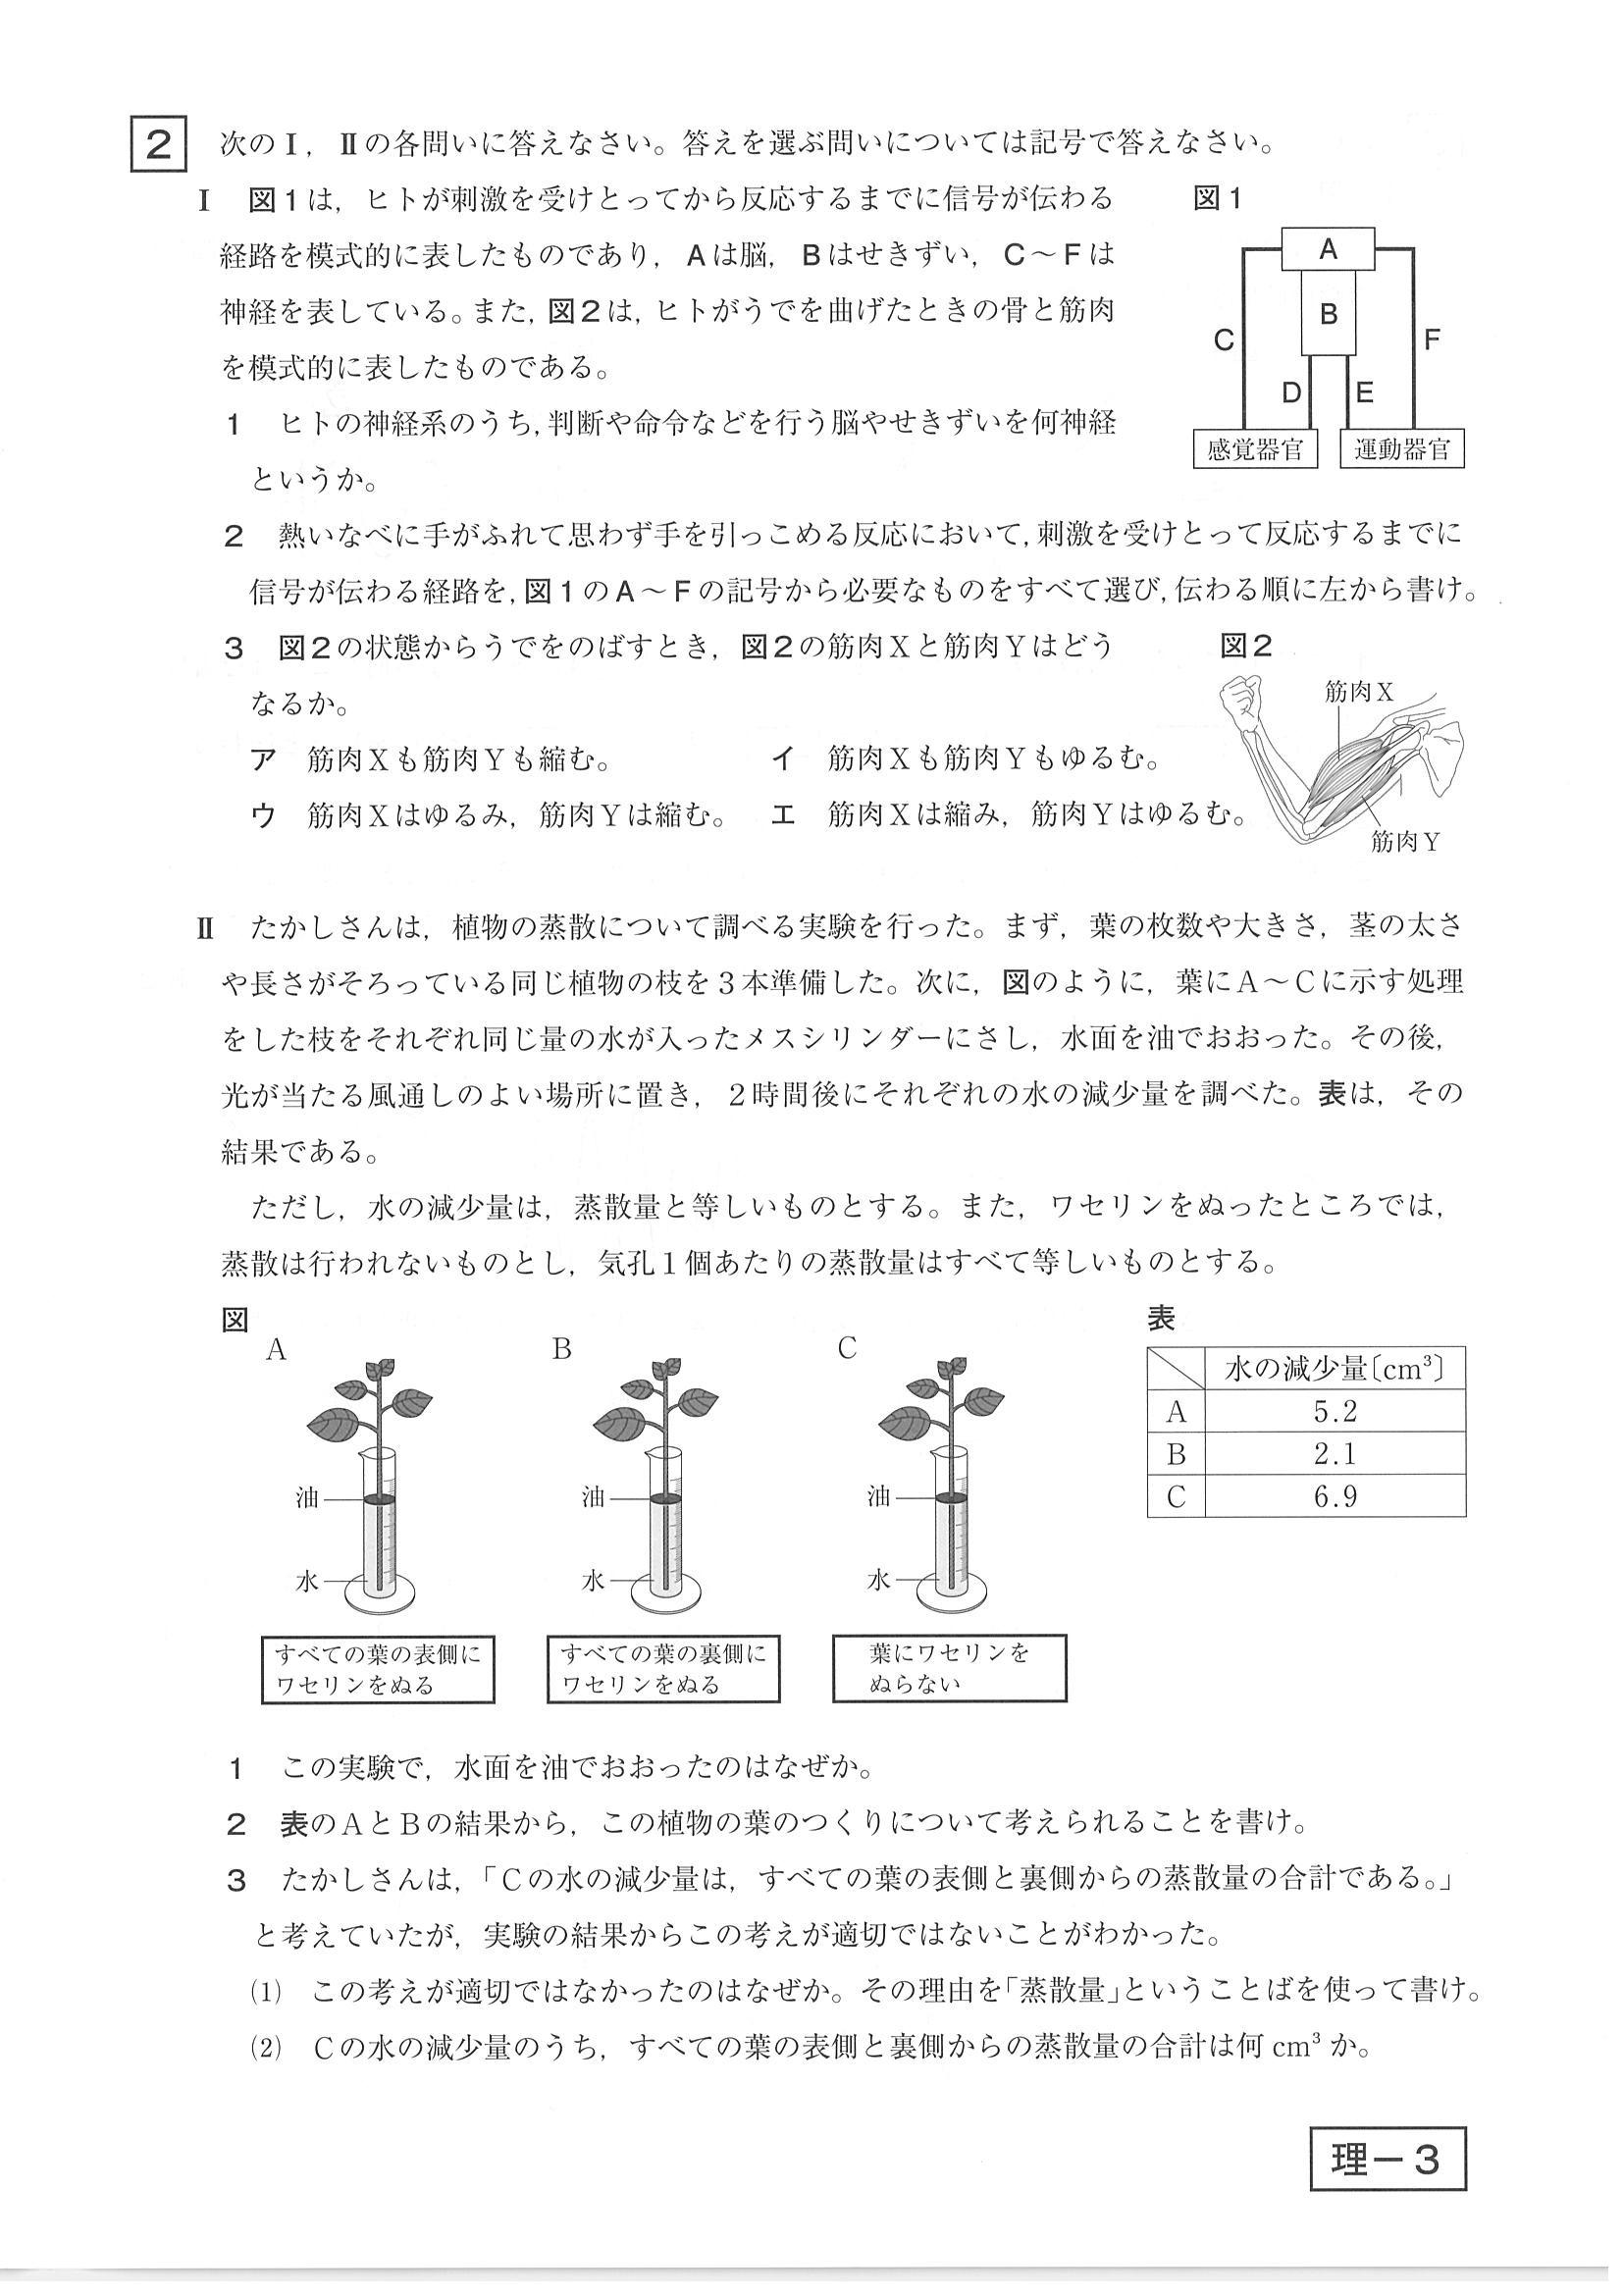 2 次のⅠ，Ⅱの各問いに答えなさい。答えを選ぶ問いについては記号で答えなさい。
Ⅰ 図1は，ヒトが刺激を受けとってから反応するまでに信号が伝わる
経路を模式的に表したものであり，Aは脳，Bはせきずい，C～Fは
神経を表している。また，図2は，ヒトがうでを曲げたときの骨と筋肉
を模式的に表したものである。
図1
A
B
C
F
D
E
感覚器官
運動器官
1 ヒトの神経系のうち，判断や命令などを行う脳やせきずいを何神経
というか。
2 熱いなべに手がふれて思わず手を引っこめる反応において，刺激を受けとって反応するまでに
信号が伝わる経路を，図1のA～Fの記号から必要なものをすべて選び，伝わる順に左から書け。
3 図2の状態からうでをのばすとき，図2の筋肉Xと筋肉Yはどう
なるか。
ア 筋肉Xも筋肉Yも縮む。 イ 筋肉Xも筋肉Yもゆるむ。
ウ 筋肉Xはゆるみ，筋肉Yは縮む。 エ 筋肉Xは縮み，筋肉Yはゆるむ。
図2
筋肉X
筋肉Y
Ⅱ たかしさんは，植物の蒸散について調べる実験を行った。まず，葉の枚数や大きさ，茎の太さ
や長さがそろっている同じ植物の枝を3本準備した。次に，図のように，葉にA～Cに示す処理
をした枝をそれぞれ同じ量の水が入ったメスシリンダーにさし，水面を油でおおった。その後，
光が当たる風通しのよい場所に置き，2時間後にそれぞれの水の減少量を調べた。表は，その
結果である。
ただし，水の減少量は，蒸散量と等しいものとする。また，ワセリンをぬったところでは，
蒸散は行われないものとし，気孔1個あたりの蒸散量はすべて等しいものとする。
図
A
油
水
すべての葉の表側に
ワセリンをぬる
B
油
水
すべての葉の裏側に
ワセリンをぬる
C
油
水
葉にワセリンを
ぬらない
表
水の減少量〔cm³〕
A 5.2
B 2.1
C 6.9
1 この実験で，水面を油でおおったのはなぜか。
2 表のAとBの結果から，この植物の葉のつくりについて考えられることを書け。
3 たかしさんは，「Cの水の減少量は，すべての葉の表側と裏側からの蒸散量の合計である。」
と考えていたが，実験の結果からこの考えが適切ではないことがわかった。
⑴ この考えが適切ではなかったのはなぜか。その理由を「蒸散量」ということばを使って書け。
⑵ Cの水の減少量のうち，すべての葉の表側と裏側からの蒸散量の合計は何cm³か。
理－3